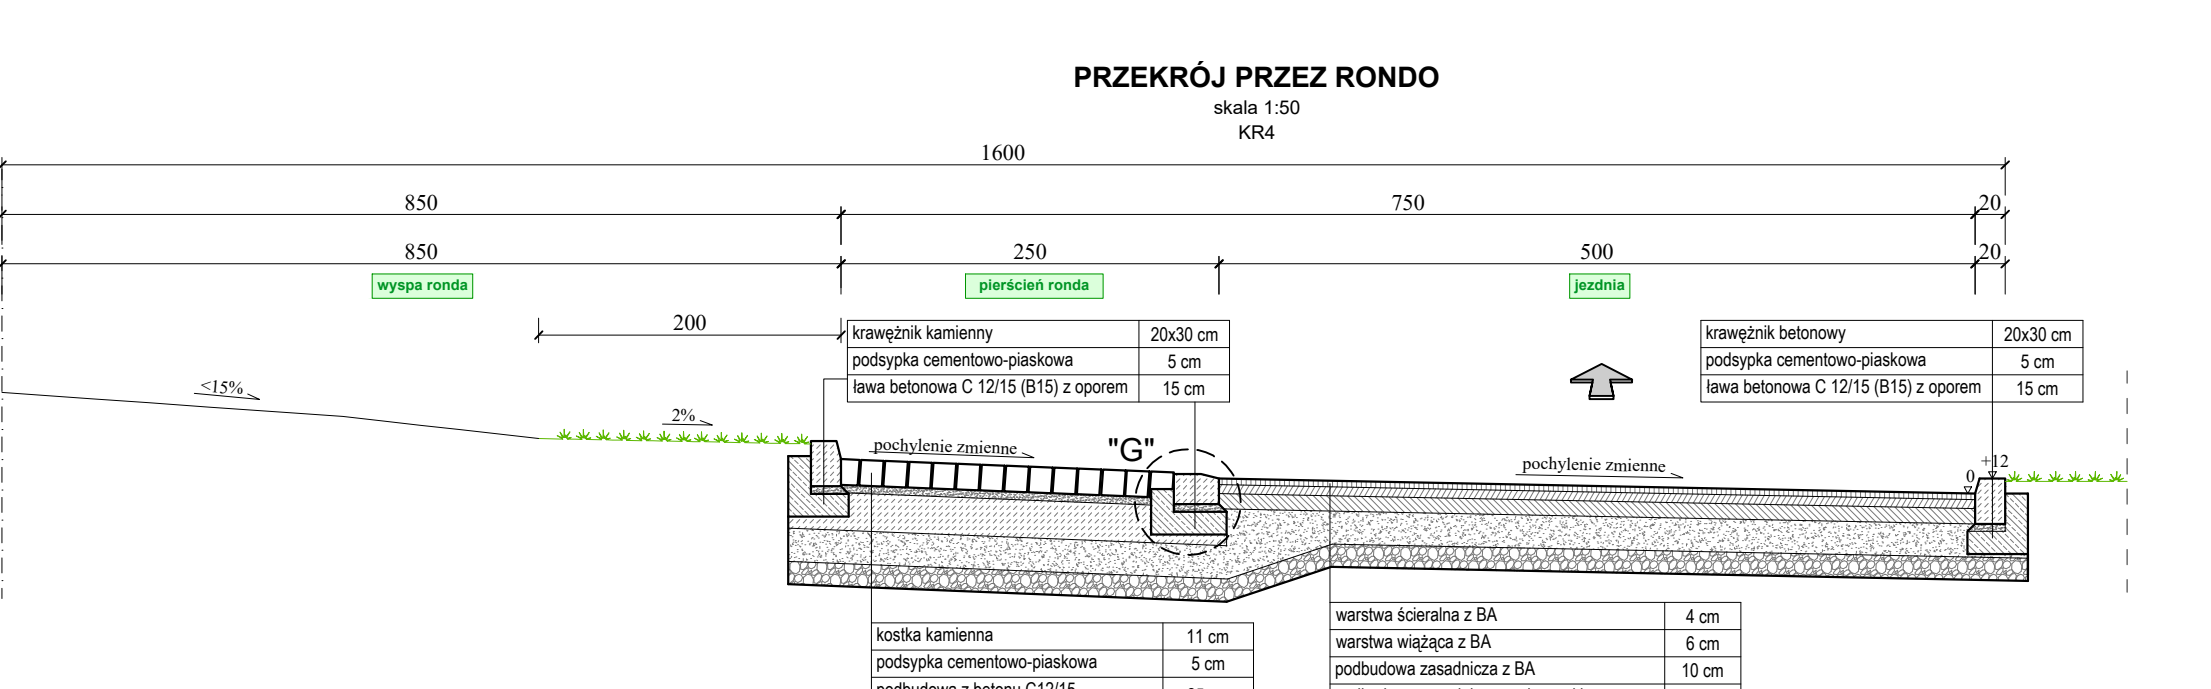 PRZEKRÓJ PRZEZ RONDO
skala 1:50
KR4
1600
850 750 20
850 250 500 20
wyspa ronda pierścień ronda jezdnia
200
krawężnik kamienny 20x30 cm
podsypka cementowo-piaskowa 5 cm
ława betonowa C 12/15 (B15) z oporem 15 cm
krawężnik betonowy 20x30 cm
podsypka cementowo-piaskowa 5 cm
ława betonowa C 12/15 (B15) z oporem 15 cm
<15%
2%
pochylenie zmienne
"G"
pochylenie zmienne
0 +12
kostka kamienna 11 cm
podsypka cementowo-piaskowa 5 cm
podbudowa z betonu C12/15
warstwa ścieralna z BA 4 cm
warstwa wiążąca z BA 6 cm
podbudowa zasadnicza z BA 10 cm